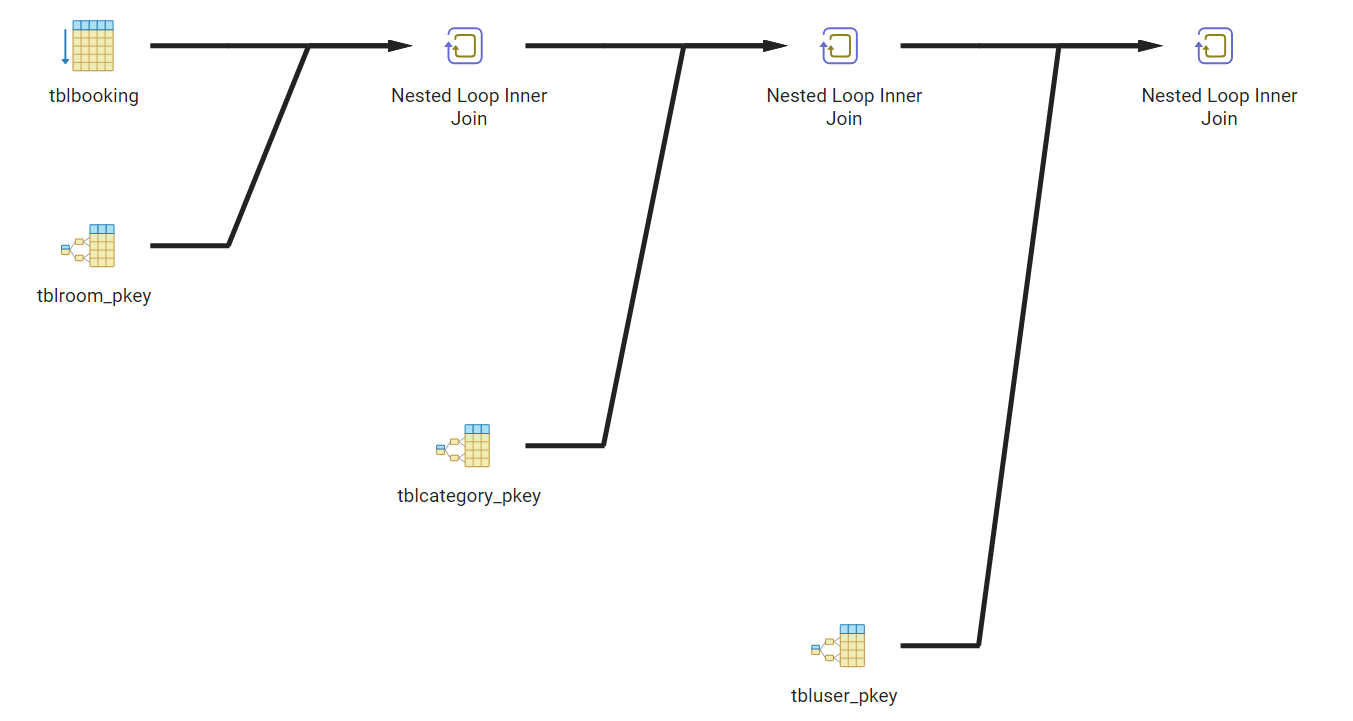 tblbooking
Nested Loop Inner
Join
Nested Loop Inner
Join
Nested Loop Inner
Join
tblroom_pkey
tblcategory_pkey
tbluser_pkey